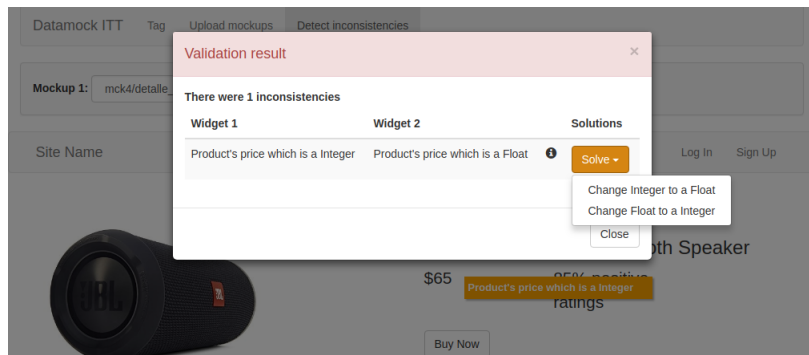 Datamock ITT Tag Upload mockups Detect inconsistencies
Validation result ×
Mockup 1: mck4/detalle_
There were 1 inconsistencies
Widget 1 Widget 2 Solutions
Product's price which is a Integer Product's price which is a Float Solve
Site Name Log In Sign Up
Change Integer to a Float
Change Float to a Integer
Close
oth Speaker
$65 85% positive
Product's price which is a Integer
ratings
JBL
Buy Now